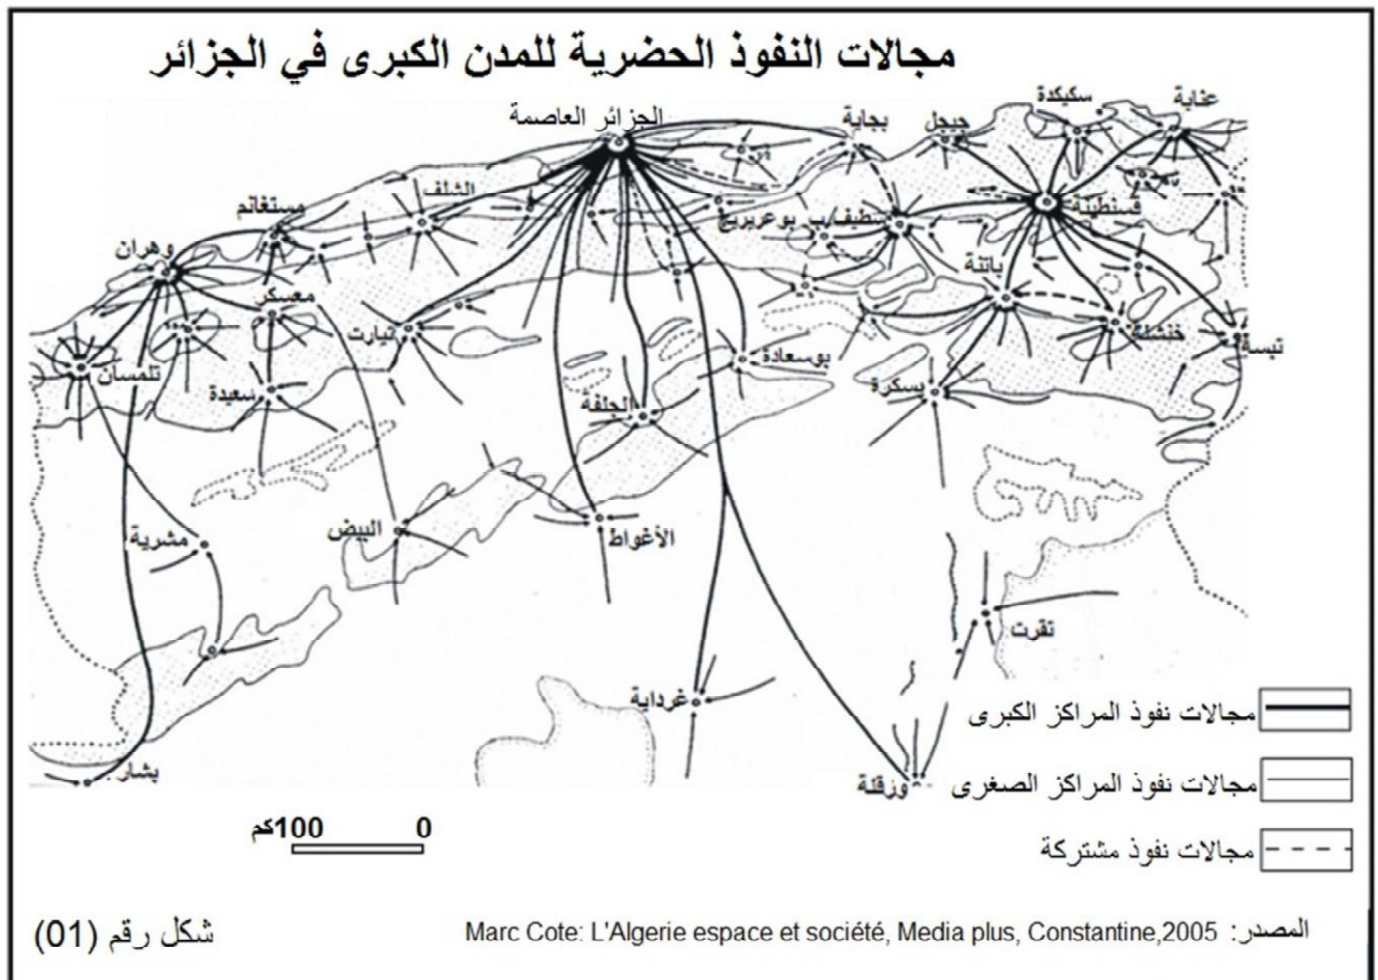 مجالات النفوذ الحضرية للمدن الكبرى في الجزائر
عنابة
سكيكدة
جيجل
بجاية
الجزائر العاصمة
قسنطينة
سطيف
ب بوعريريج
الشلف
مستغانم
وهران
باتنة
معسكر
خنشلة
تبسة
تيارت
تلمسان
سعيدة
بوسعادة
بسكرة
الجلفة
الأغواط
البيض
مشرية
تقرت
غرداية
ورقلة
بشار
مجالات نفوذ المراكز الكبرى
مجالات نفوذ المراكز الصغرى
مجالات نفوذ مشتركة
0 100كم
المصدر: Marc Cote: L'Algerie espace et société, Media plus, Constantine,2005
شكل رقم (01)